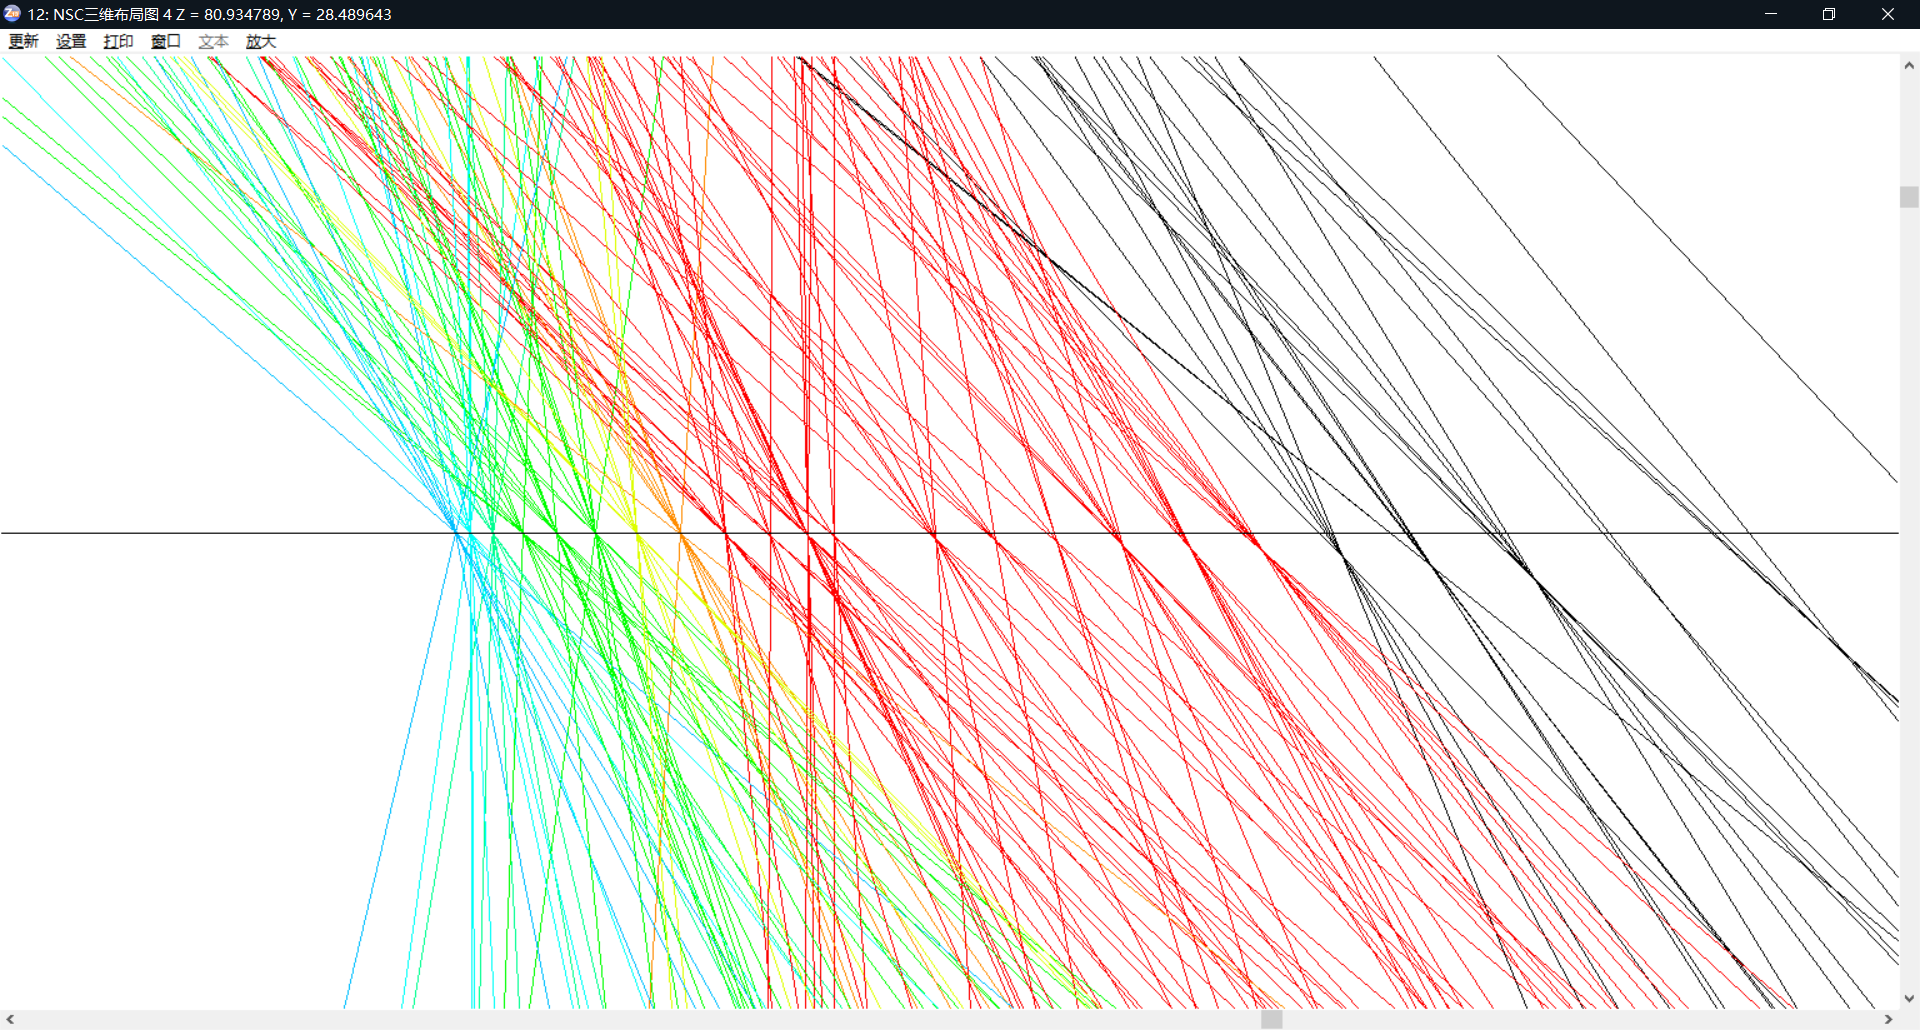 12: NSC三维布局图 4 Z = 80.934789, Y = 28.489643
更新 设置 打印 窗口 文本 放大